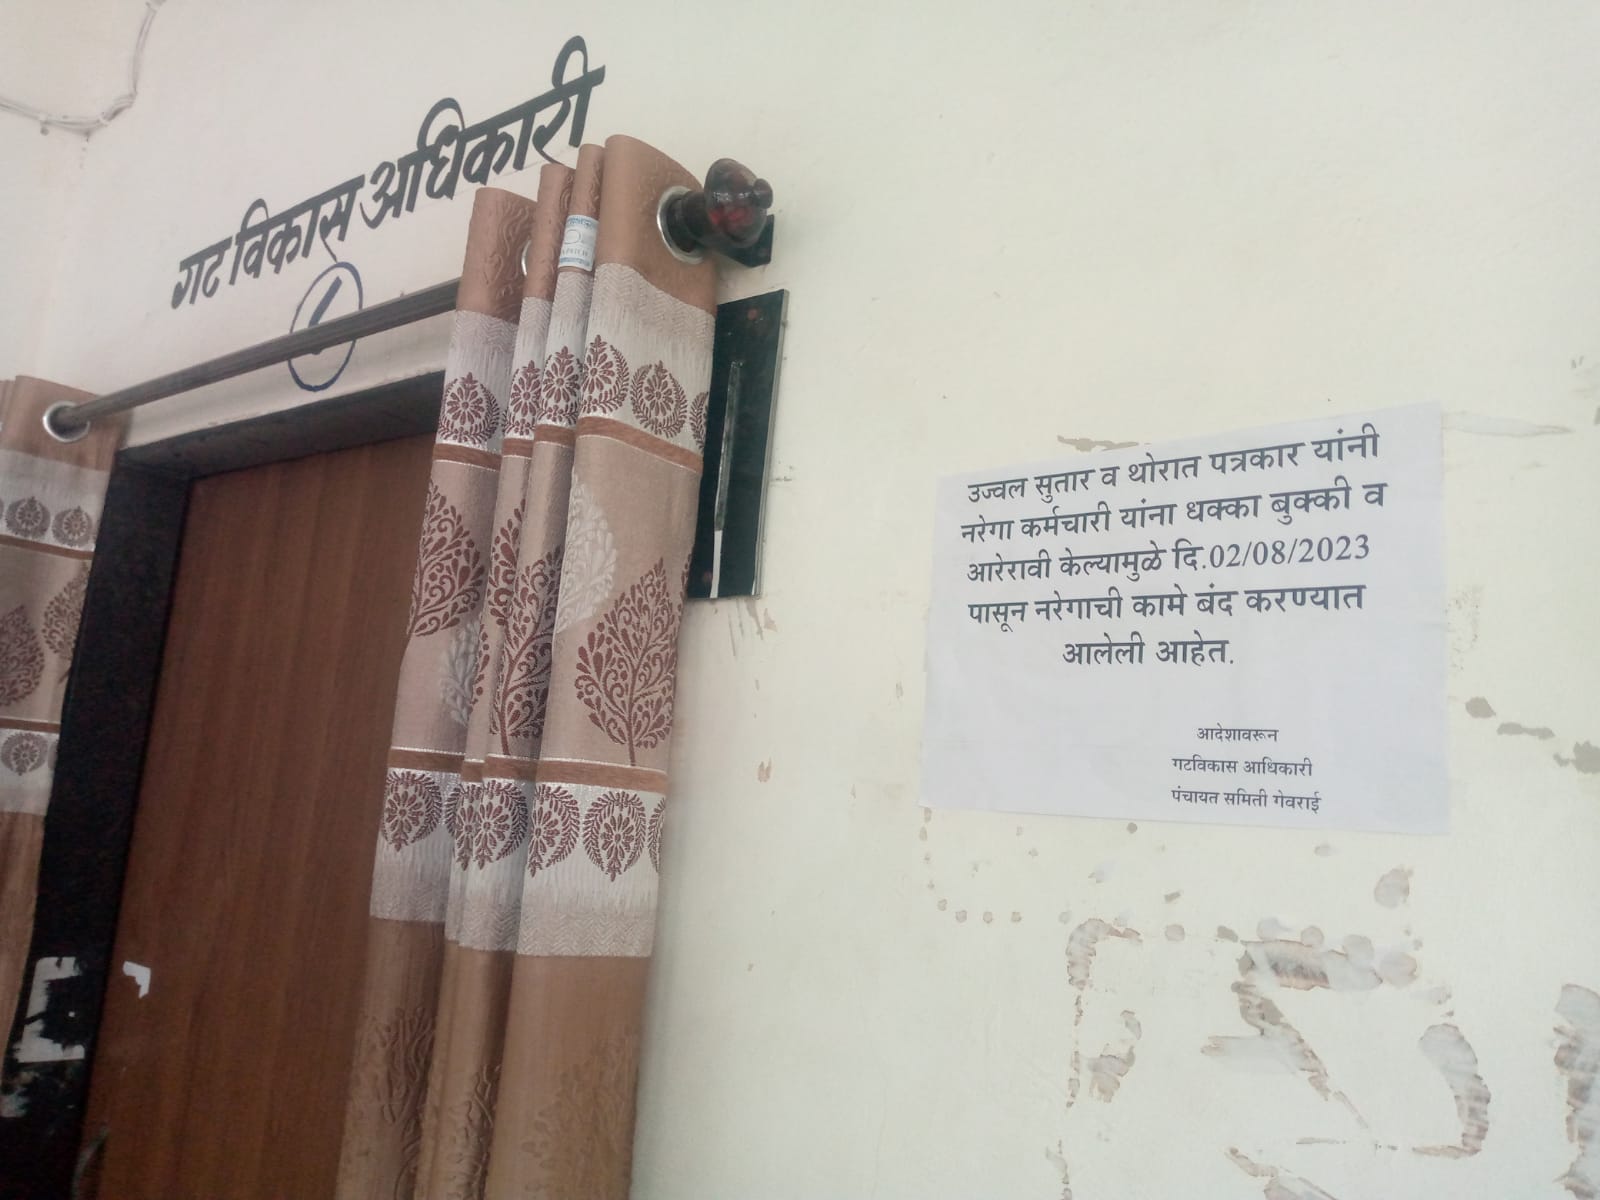 गट विकास अधिकारी
उज्वल सुतार व थोरात पत्रकार यांनी
नरेगा कर्मचारी यांना धक्का बुक्की व
आरेरावी केल्यामुळे दि.02/08/2023
पासून नरेगाची कामे बंद करण्यात
आलेली आहेत.
आदेशावरून
गटविकास आधिकारी
पंचायत समिती गेवराई